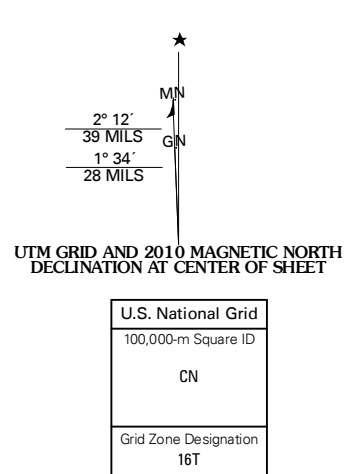 MN
2° 12´
39 MILS
GN
1° 34´
28 MILS
UTM GRID AND 2010 MAGNETIC NORTH
DECLINATION AT CENTER OF SHEET
U.S. National Grid
100,000-m Square ID
CN
Grid Zone Designation
16T